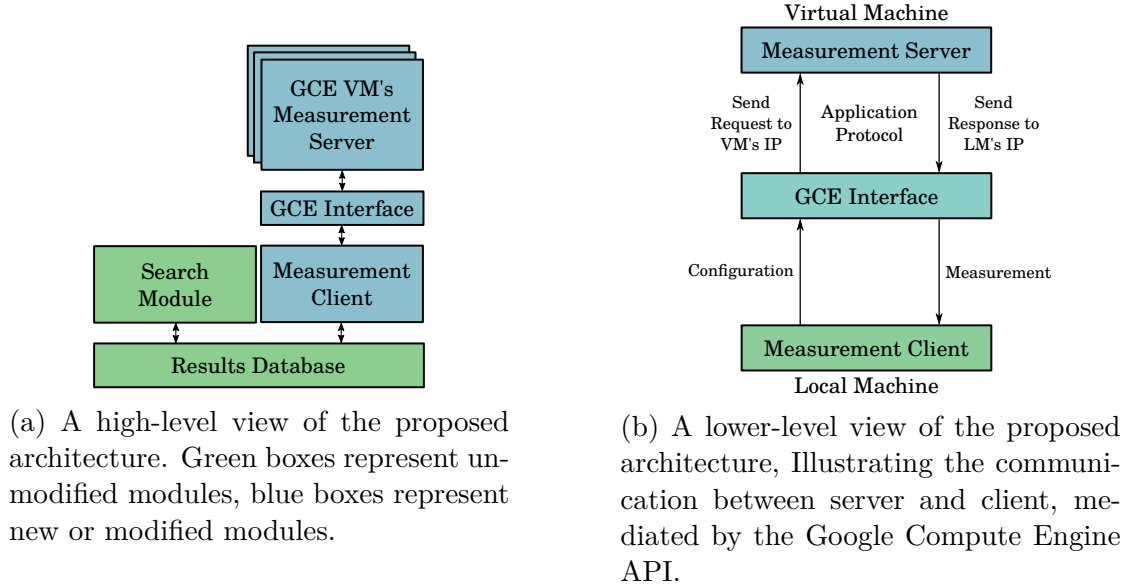 GCE VM's
Measurement
Server
GCE Interface
Search
Module
Measurement
Client
Results Database
(a) A high-level view of the proposed
architecture. Green boxes represent un-
modified modules, blue boxes represent
new or modified modules.
Virtual Machine
Measurement Server
Send
Request to
VM's IP
Application
Protocol
Send
Response to
LM's IP
GCE Interface
Configuration
Measurement
Measurement Client
Local Machine
(b) A lower-level view of the proposed
architecture, Illustrating the communi-
cation between server and client, me-
diated by the Google Compute Engine
API.